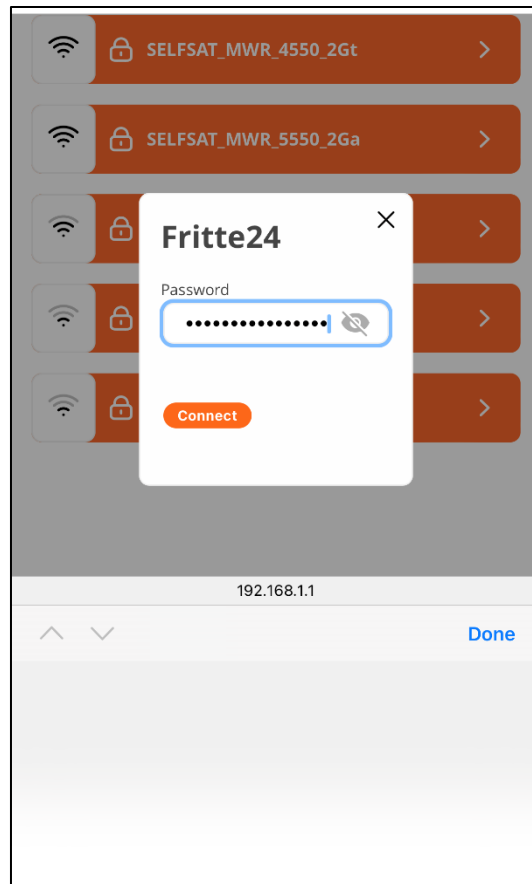 SELFSAT_MWR_4550_2Gt
SELFSAT_MWR_5550_2Ga
Fritte24
Password
••••••••••••••••
Connect
192.168.1.1
Done